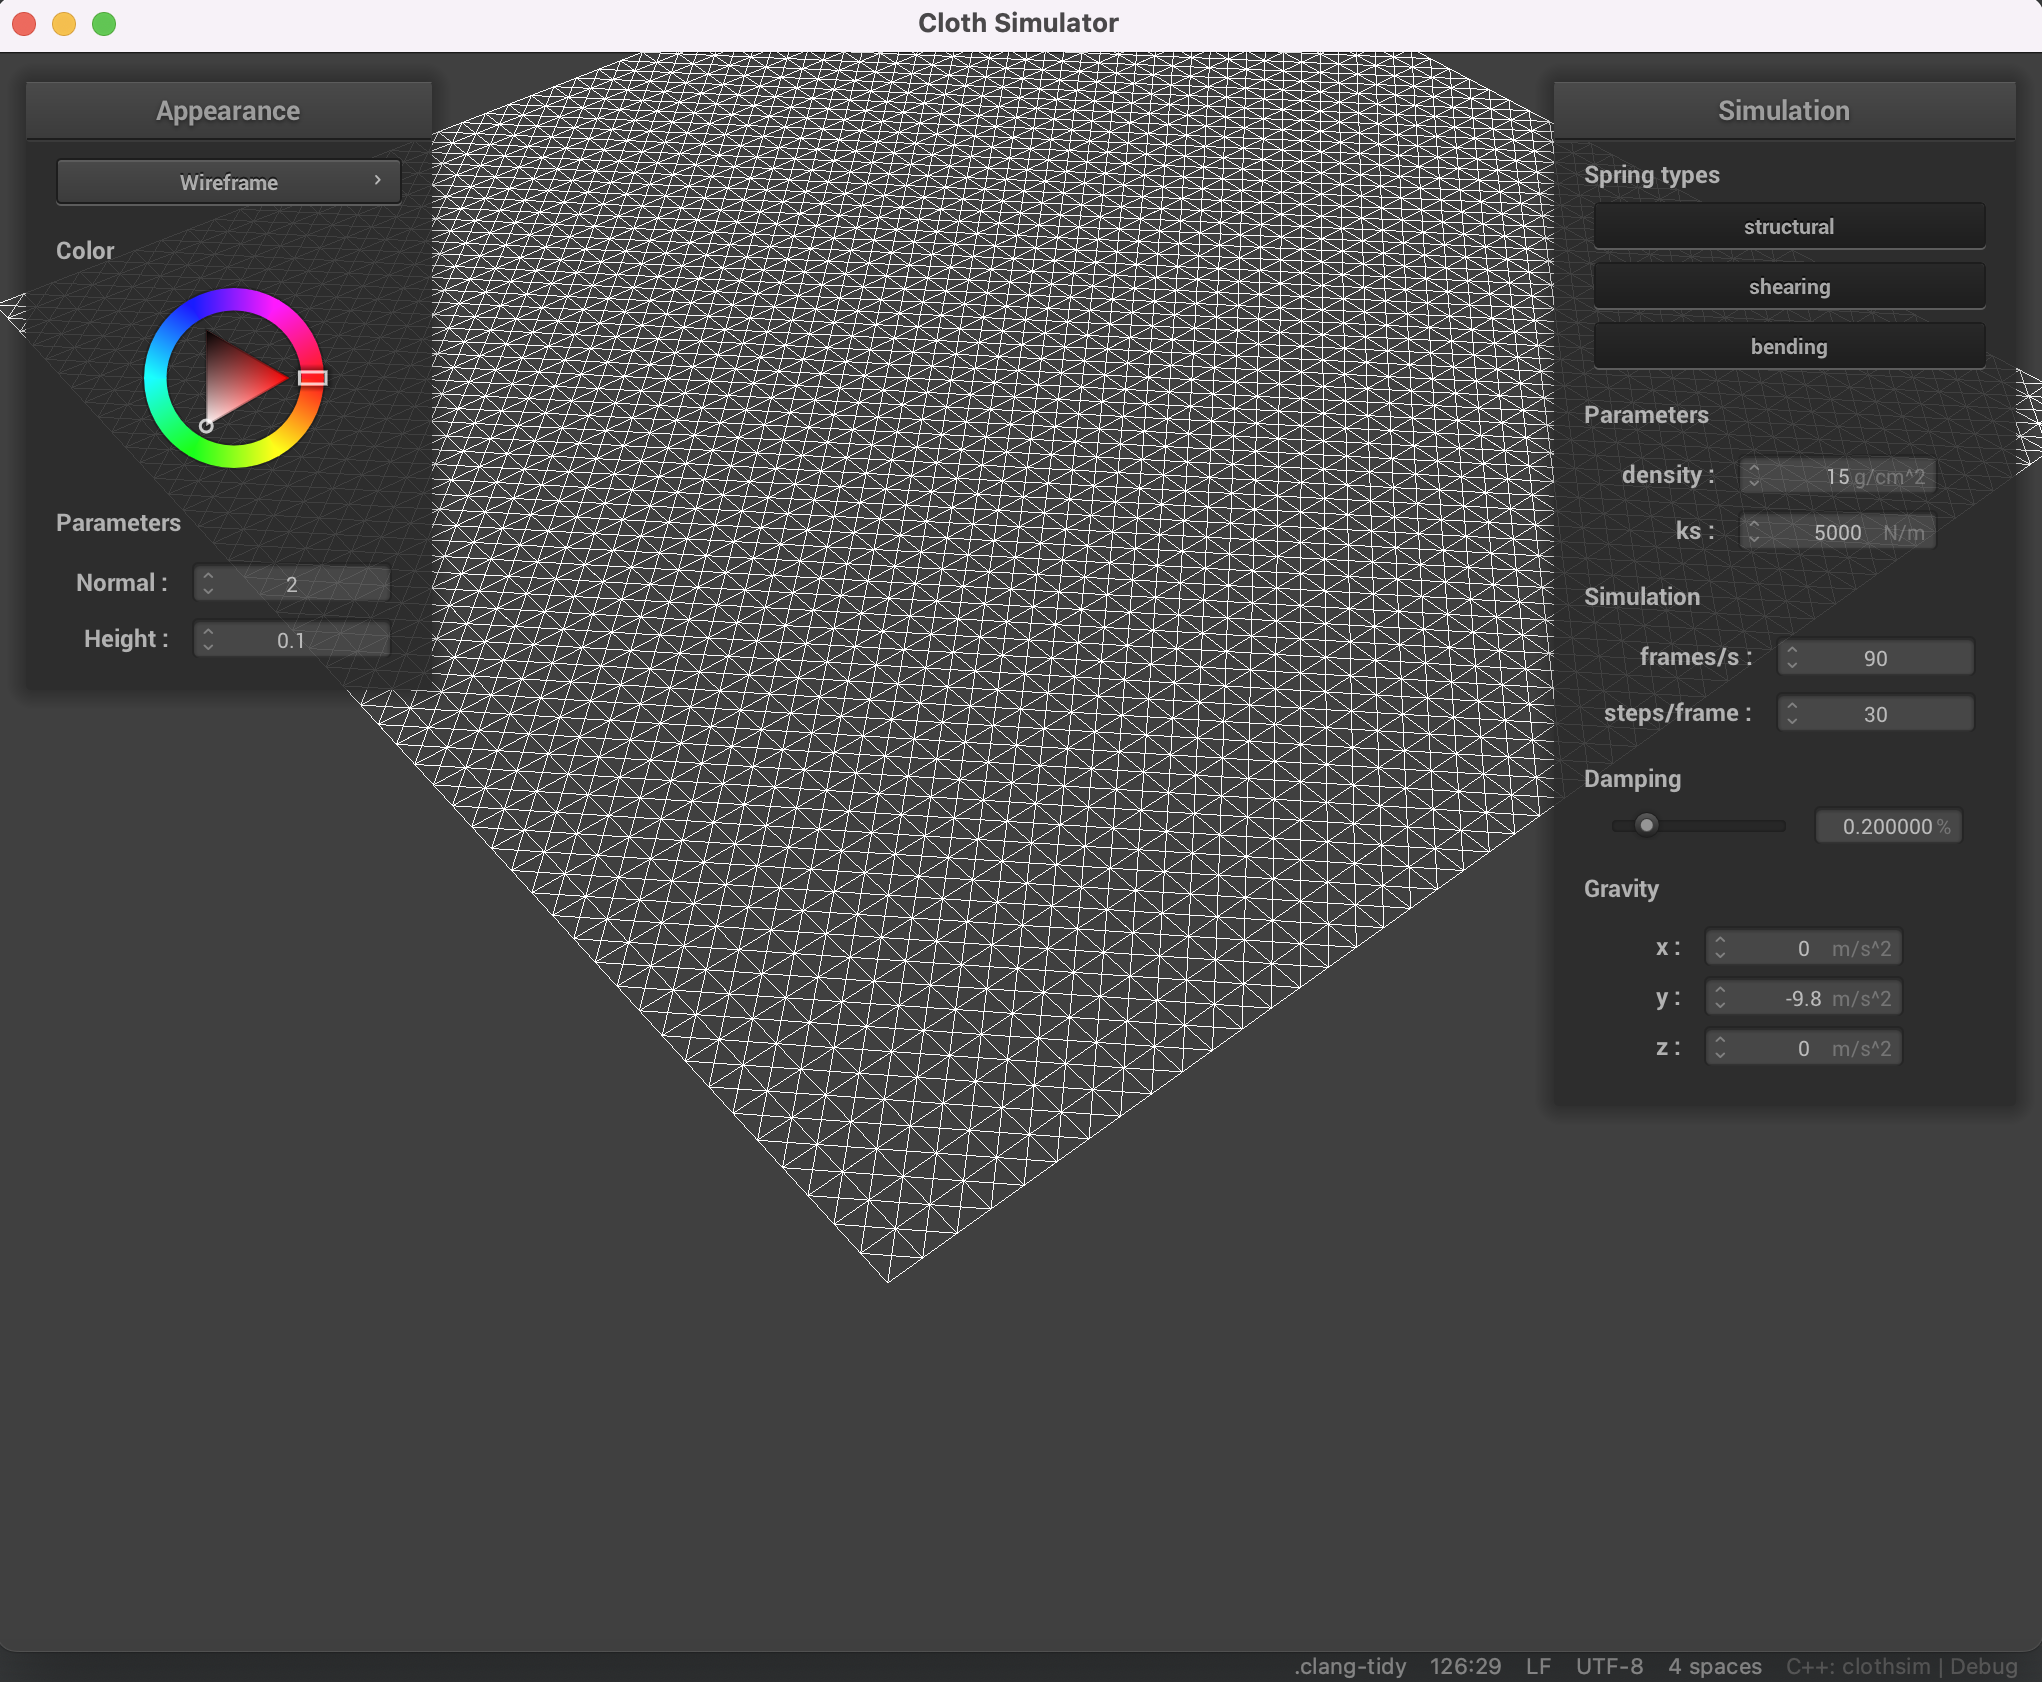 Cloth Simulator
Appearance
Wireframe
Color
Parameters
Normal : 2
Height : 0.1
Simulation
Spring types
structural
shearing
bending
Parameters
density : 15 g/cm^2
ks : 5000 N/m
Simulation
frames/s : 90
steps/frame : 30
Damping
0.200000 %
Gravity
x : 0 m/s^2
y : -9.8 m/s^2
z : 0 m/s^2
.clang-tidy 126:29 LF UTF-8 4 spaces C++: clothsim | Debug